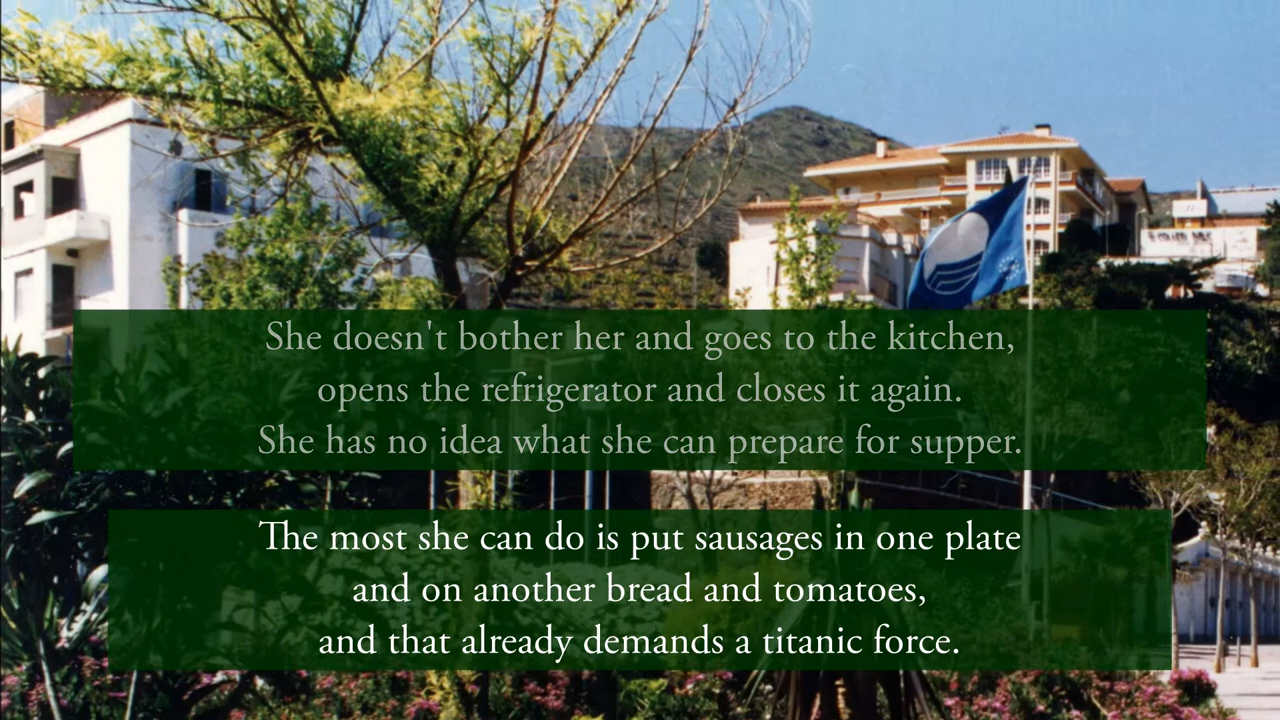 She doesn't bother her and goes to the kitchen,
opens the refrigerator and closes it again.
She has no idea what she can prepare for supper.
The most she can do is put sausages in one plate
and on another bread and tomatoes,
and that already demands a titanic force.